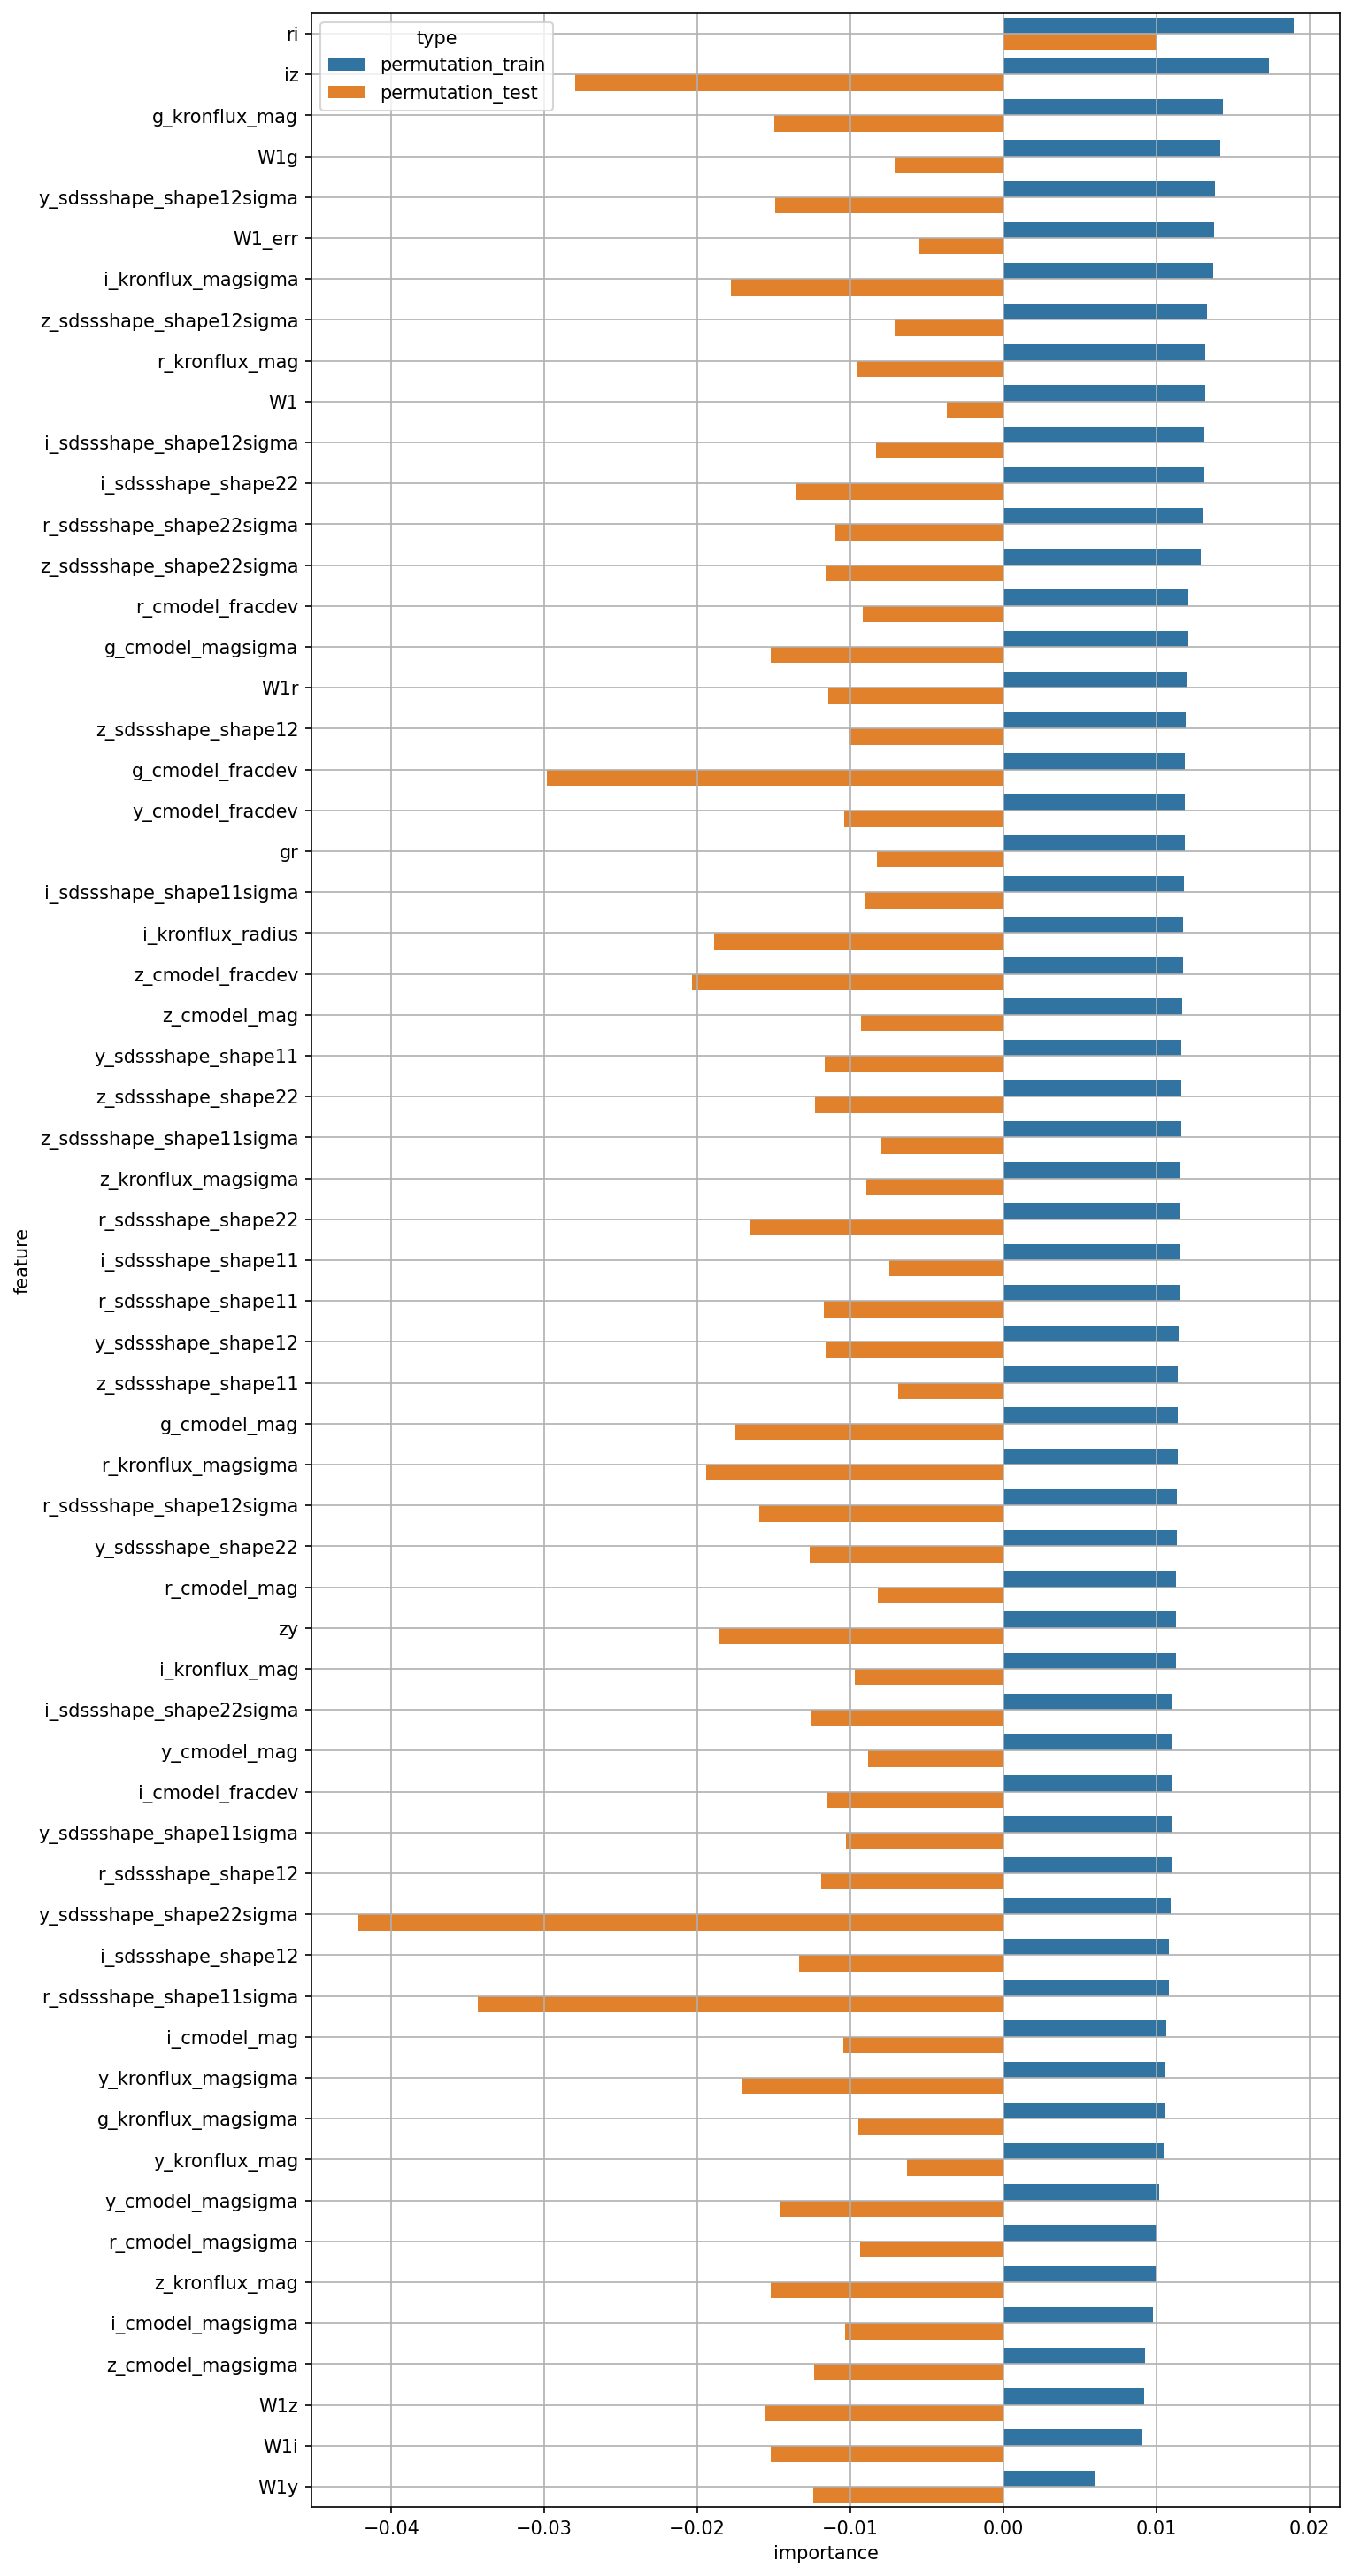 type
permutation_train
permutation_test
ri
iz
g_kronflux_mag
W1g
y_sdssshape_shape12sigma
W1_err
i_kronflux_magsigma
z_sdssshape_shape12sigma
r_kronflux_mag
W1
i_sdssshape_shape12sigma
i_sdssshape_shape22
r_sdssshape_shape22sigma
z_sdssshape_shape22sigma
r_cmodel_fracdev
g_cmodel_magsigma
W1r
z_sdssshape_shape12
g_cmodel_fracdev
y_cmodel_fracdev
gr
i_sdssshape_shape11sigma
i_kronflux_radius
z_cmodel_fracdev
z_cmodel_mag
y_sdssshape_shape11
z_sdssshape_shape22
z_sdssshape_shape11sigma
z_kronflux_magsigma
r_sdssshape_shape22
i_sdssshape_shape11
r_sdssshape_shape11
y_sdssshape_shape12
z_sdssshape_shape11
g_cmodel_mag
r_kronflux_magsigma
r_sdssshape_shape12sigma
y_sdssshape_shape22
r_cmodel_mag
zy
i_kronflux_mag
i_sdssshape_shape22sigma
y_cmodel_mag
i_cmodel_fracdev
y_sdssshape_shape11sigma
r_sdssshape_shape12
y_sdssshape_shape22sigma
i_sdssshape_shape12
r_sdssshape_shape11sigma
i_cmodel_mag
y_kronflux_magsigma
g_kronflux_magsigma
y_kronflux_mag
y_cmodel_magsigma
r_cmodel_magsigma
z_kronflux_mag
i_cmodel_magsigma
z_cmodel_magsigma
W1z
W1i
W1y
feature
−0.04 −0.03 −0.02 −0.01 0.00 0.01 0.02
importance